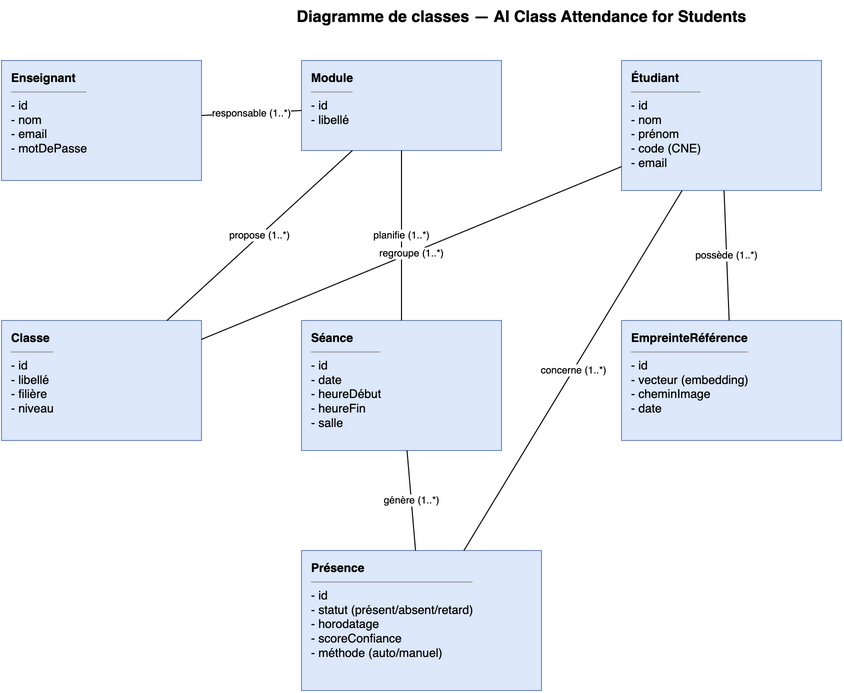 Diagramme de classes — AI Class Attendance for Students
Enseignant
- id
- nom
- email
- motDePasse
responsable (1..*)
Module
- id
- libellé
Étudiant
- id
- nom
- prénom
- code (CNE)
- email
propose (1..*)
planifie (1..*)
regroupe (1..*)
possède (1..*)
Classe
- id
- libellé
- filière
- niveau
Séance
- id
- date
- heureDébut
- heureFin
- salle
concerne (1..*)
EmpreinteRéférence
- id
- vecteur (embedding)
- cheminImage
- date
génère (1..*)
Présence
- id
- statut (présent/absent/retard)
- horodatage
- scoreConfiance
- méthode (auto/manuel)